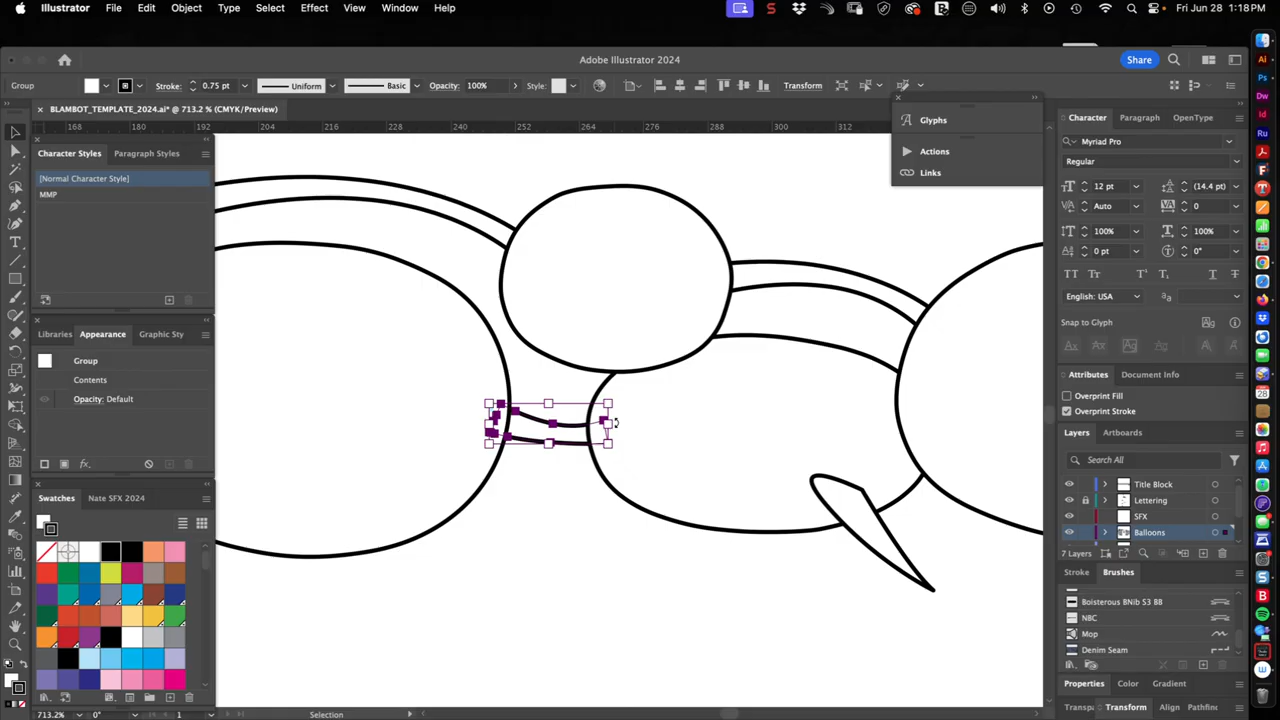 Illustrator File Edit Object Type Select Effect View Window Help Fri Jun 28 1:18 PM
Adobe Illustrator 2024 Share
Group Stroke: 0.75 pt Uniform Basic Opacity: 100% Style: Transform
BLAMBOT_TEMPLATE_2024.ai* @ 713.2 % (CMYK/Preview)
168 180 192 204 216 228 240 252 264 276 288 300 312
Character Styles Paragraph Styles
[Normal Character Style]
MMP
Libraries Appearance Graphic Sty
Group
Contents
Opacity: Default
Swatches Nate SFX 2024
Glyphs
Actions
Links
Character Paragraph OpenType
Myriad Pro
Regular
12 pt (14.4 pt)
Auto 0
100% 100%
0 pt 0°
English: USA
Snap to Glyph
Attributes Document Info
Overprint Fill
Overprint Stroke
Layers Artboards
Search All
Title Block
Lettering
SFX
Balloons
7 Layers
Stroke Brushes
Boisterous BNib S3 BB
NBC
Mop
Denim Seam
Properties Color Gradient
Transpa Transform Align Pathfin
713.2% 0° 1 Selection